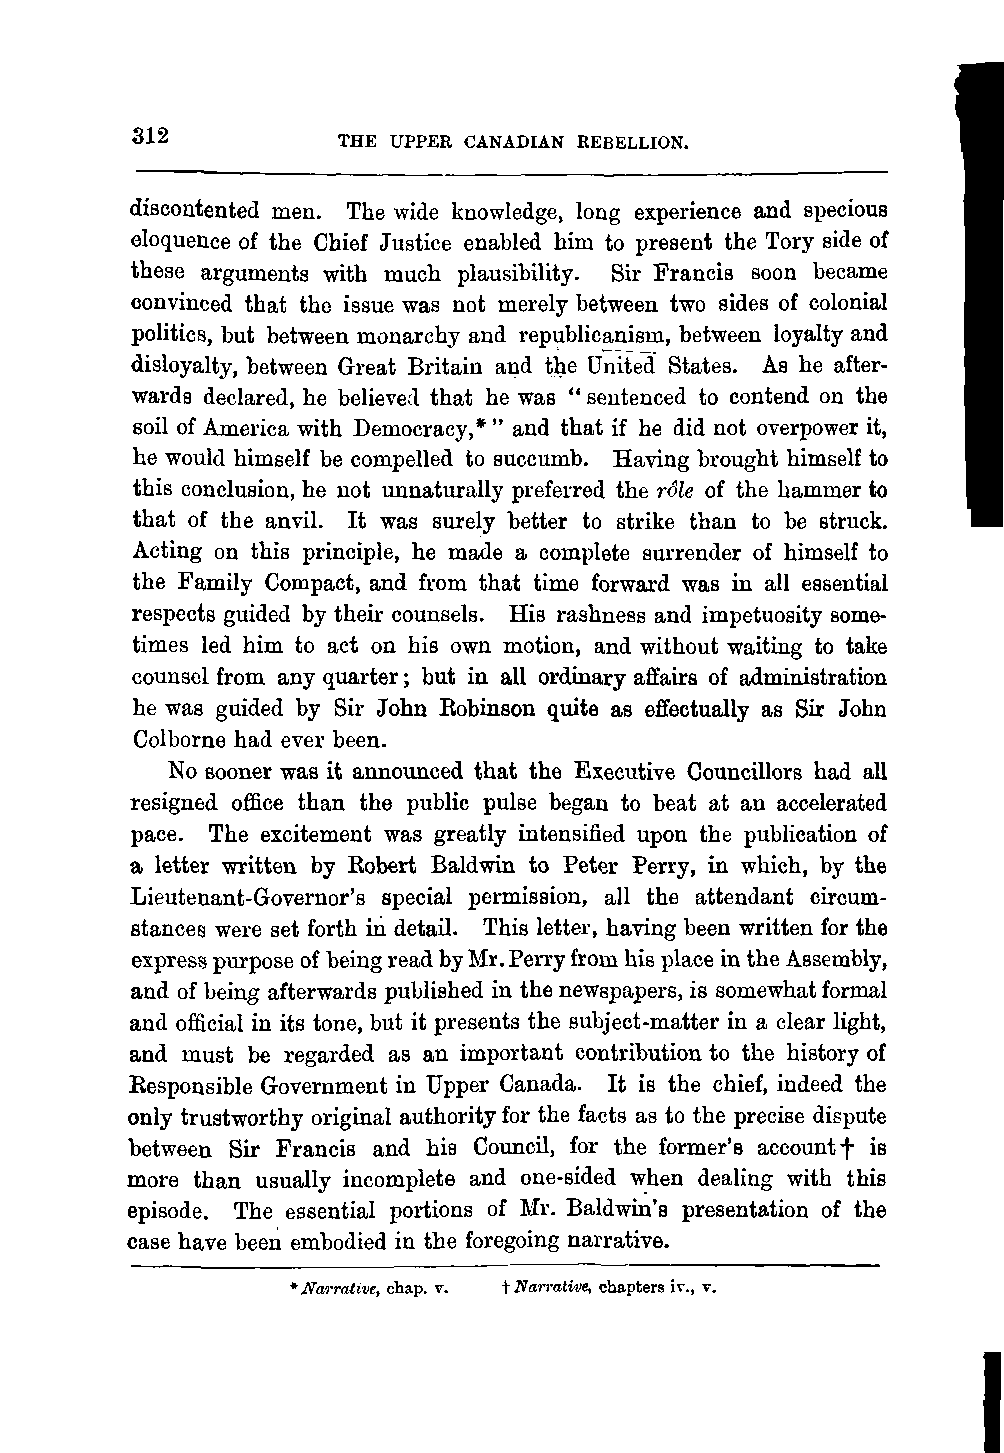 312
THE UPPER CANADIAN REBELLION.
discontented men. The wide knowledge, long experience and specious
eloquence of the Chief Justice enabled him to present the Tory side of
these arguments with much plausibility. Sir Francis soon became
convinced that the issue was not merely between two sides of colonial
politics, but between monarchy and republicanism, between loyalty and
disloyalty, between Great Britain and the United States. As he after-
wards declared, he believed that he was “sentenced to contend on the
soil of America with Democracy,*” and that if he did not overpower it,
he would himself be compelled to succumb. Having brought himself to
this conclusion, he not unnaturally preferred the rôle of the hammer to
that of the anvil. It was surely better to strike than to be struck.
Acting on this principle, he made a complete surrender of himself to
the Family Compact, and from that time forward was in all essential
respects guided by their counsels. His rashness and impetuosity some-
times led him to act on his own motion, and without waiting to take
counsel from any quarter; but in all ordinary affairs of administration
he was guided by Sir John Robinson quite as effectually as Sir John
Colborne had ever been.
No sooner was it announced that the Executive Councillors had all
resigned office than the public pulse began to beat at an accelerated
pace. The excitement was greatly intensified upon the publication of
a letter written by Robert Baldwin to Peter Perry, in which, by the
Lieutenant-Governor's special permission, all the attendant circum-
stances were set forth in detail. This letter, having been written for the
express purpose of being read by Mr. Perry from his place in the Assembly,
and of being afterwards published in the newspapers, is somewhat formal
and official in its tone, but it presents the subject-matter in a clear light,
and must be regarded as an important contribution to the history of
Responsible Government in Upper Canada. It is the chief, indeed the
only trustworthy original authority for the facts as to the precise dispute
between Sir Francis and his Council, for the former's account† is
more than usually incomplete and one-sided when dealing with this
episode. The essential portions of Mr. Baldwin's presentation of the
case have been embodied in the foregoing narrative.
* Narrative, chap. v. † Narrative, chapters iv., v.